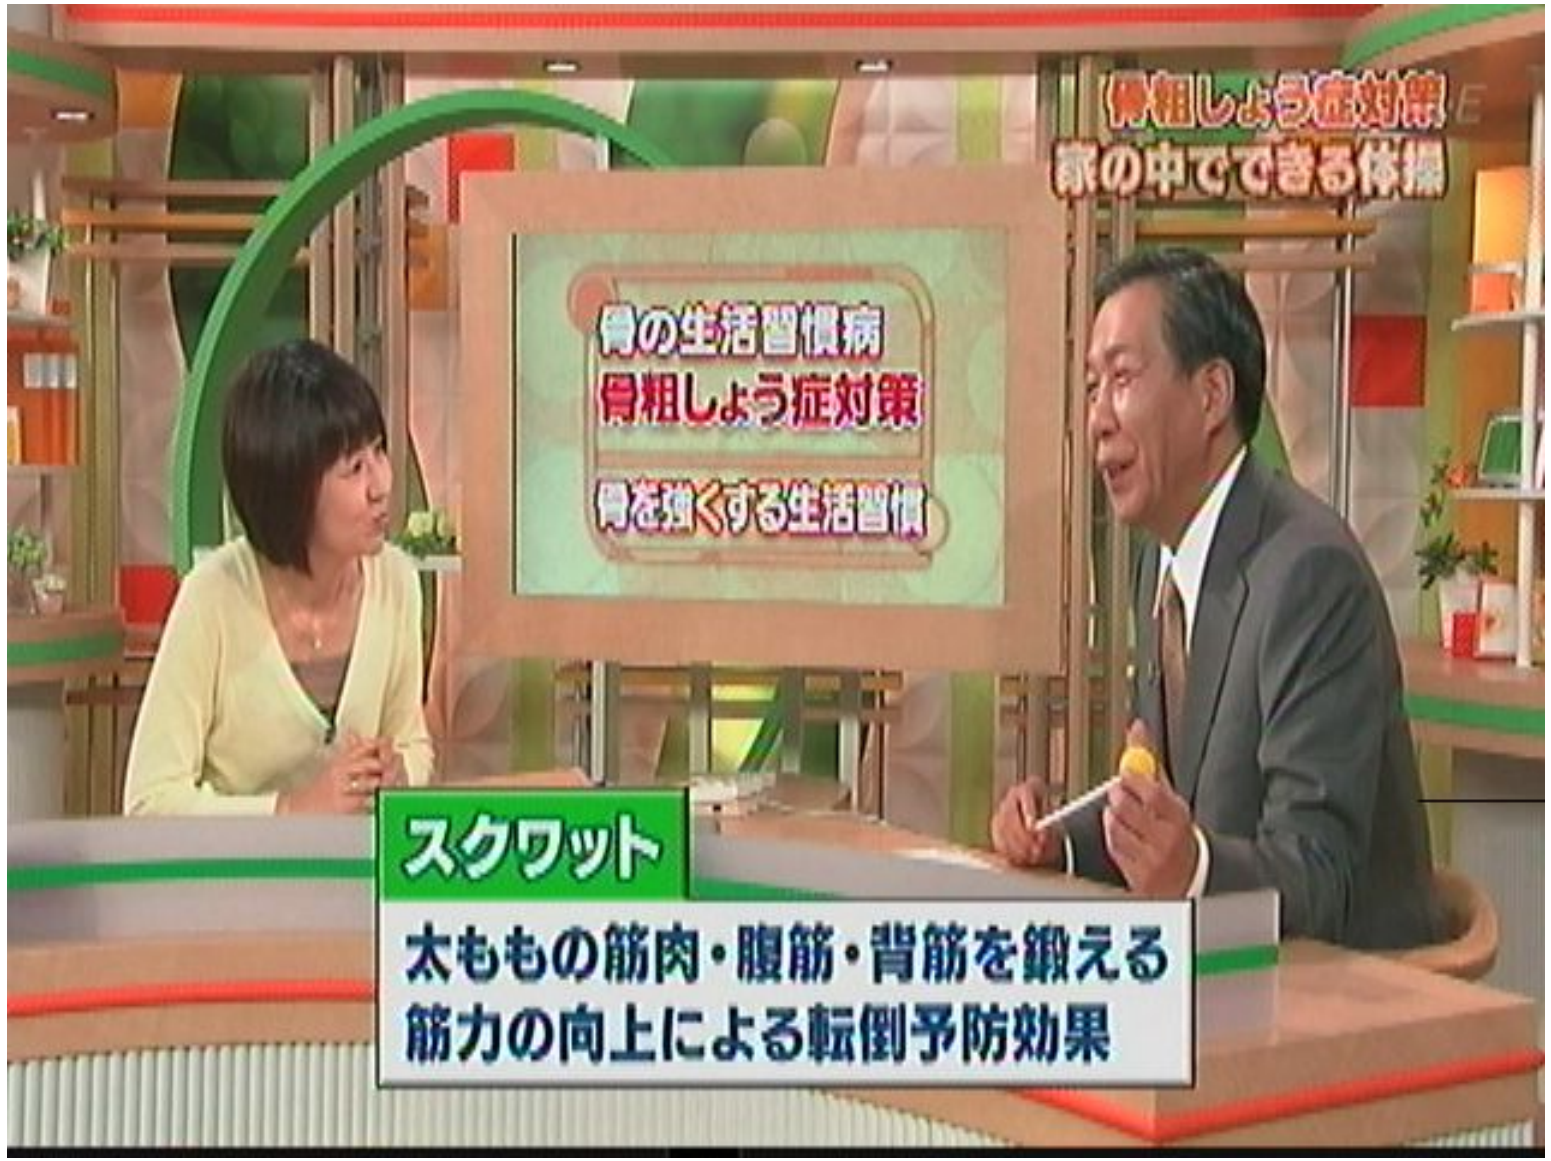 骨粗しょう症対策
家の中でできる体操
骨の生活習慣病
骨粗しょう症対策
骨を強くする生活習慣
スクワット
太ももの筋肉・腹筋・背筋を鍛える
筋力の向上による転倒予防効果